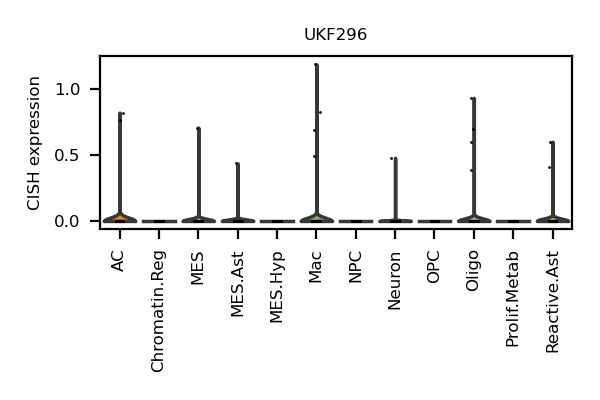 UKF296
CISH expression
1.0
0.5
0.0
AC
Chromatin.Reg
MES
MES.Ast
MES.Hyp
Mac
NPC
Neuron
OPC
Oligo
Prolif.Metab
Reactive.Ast